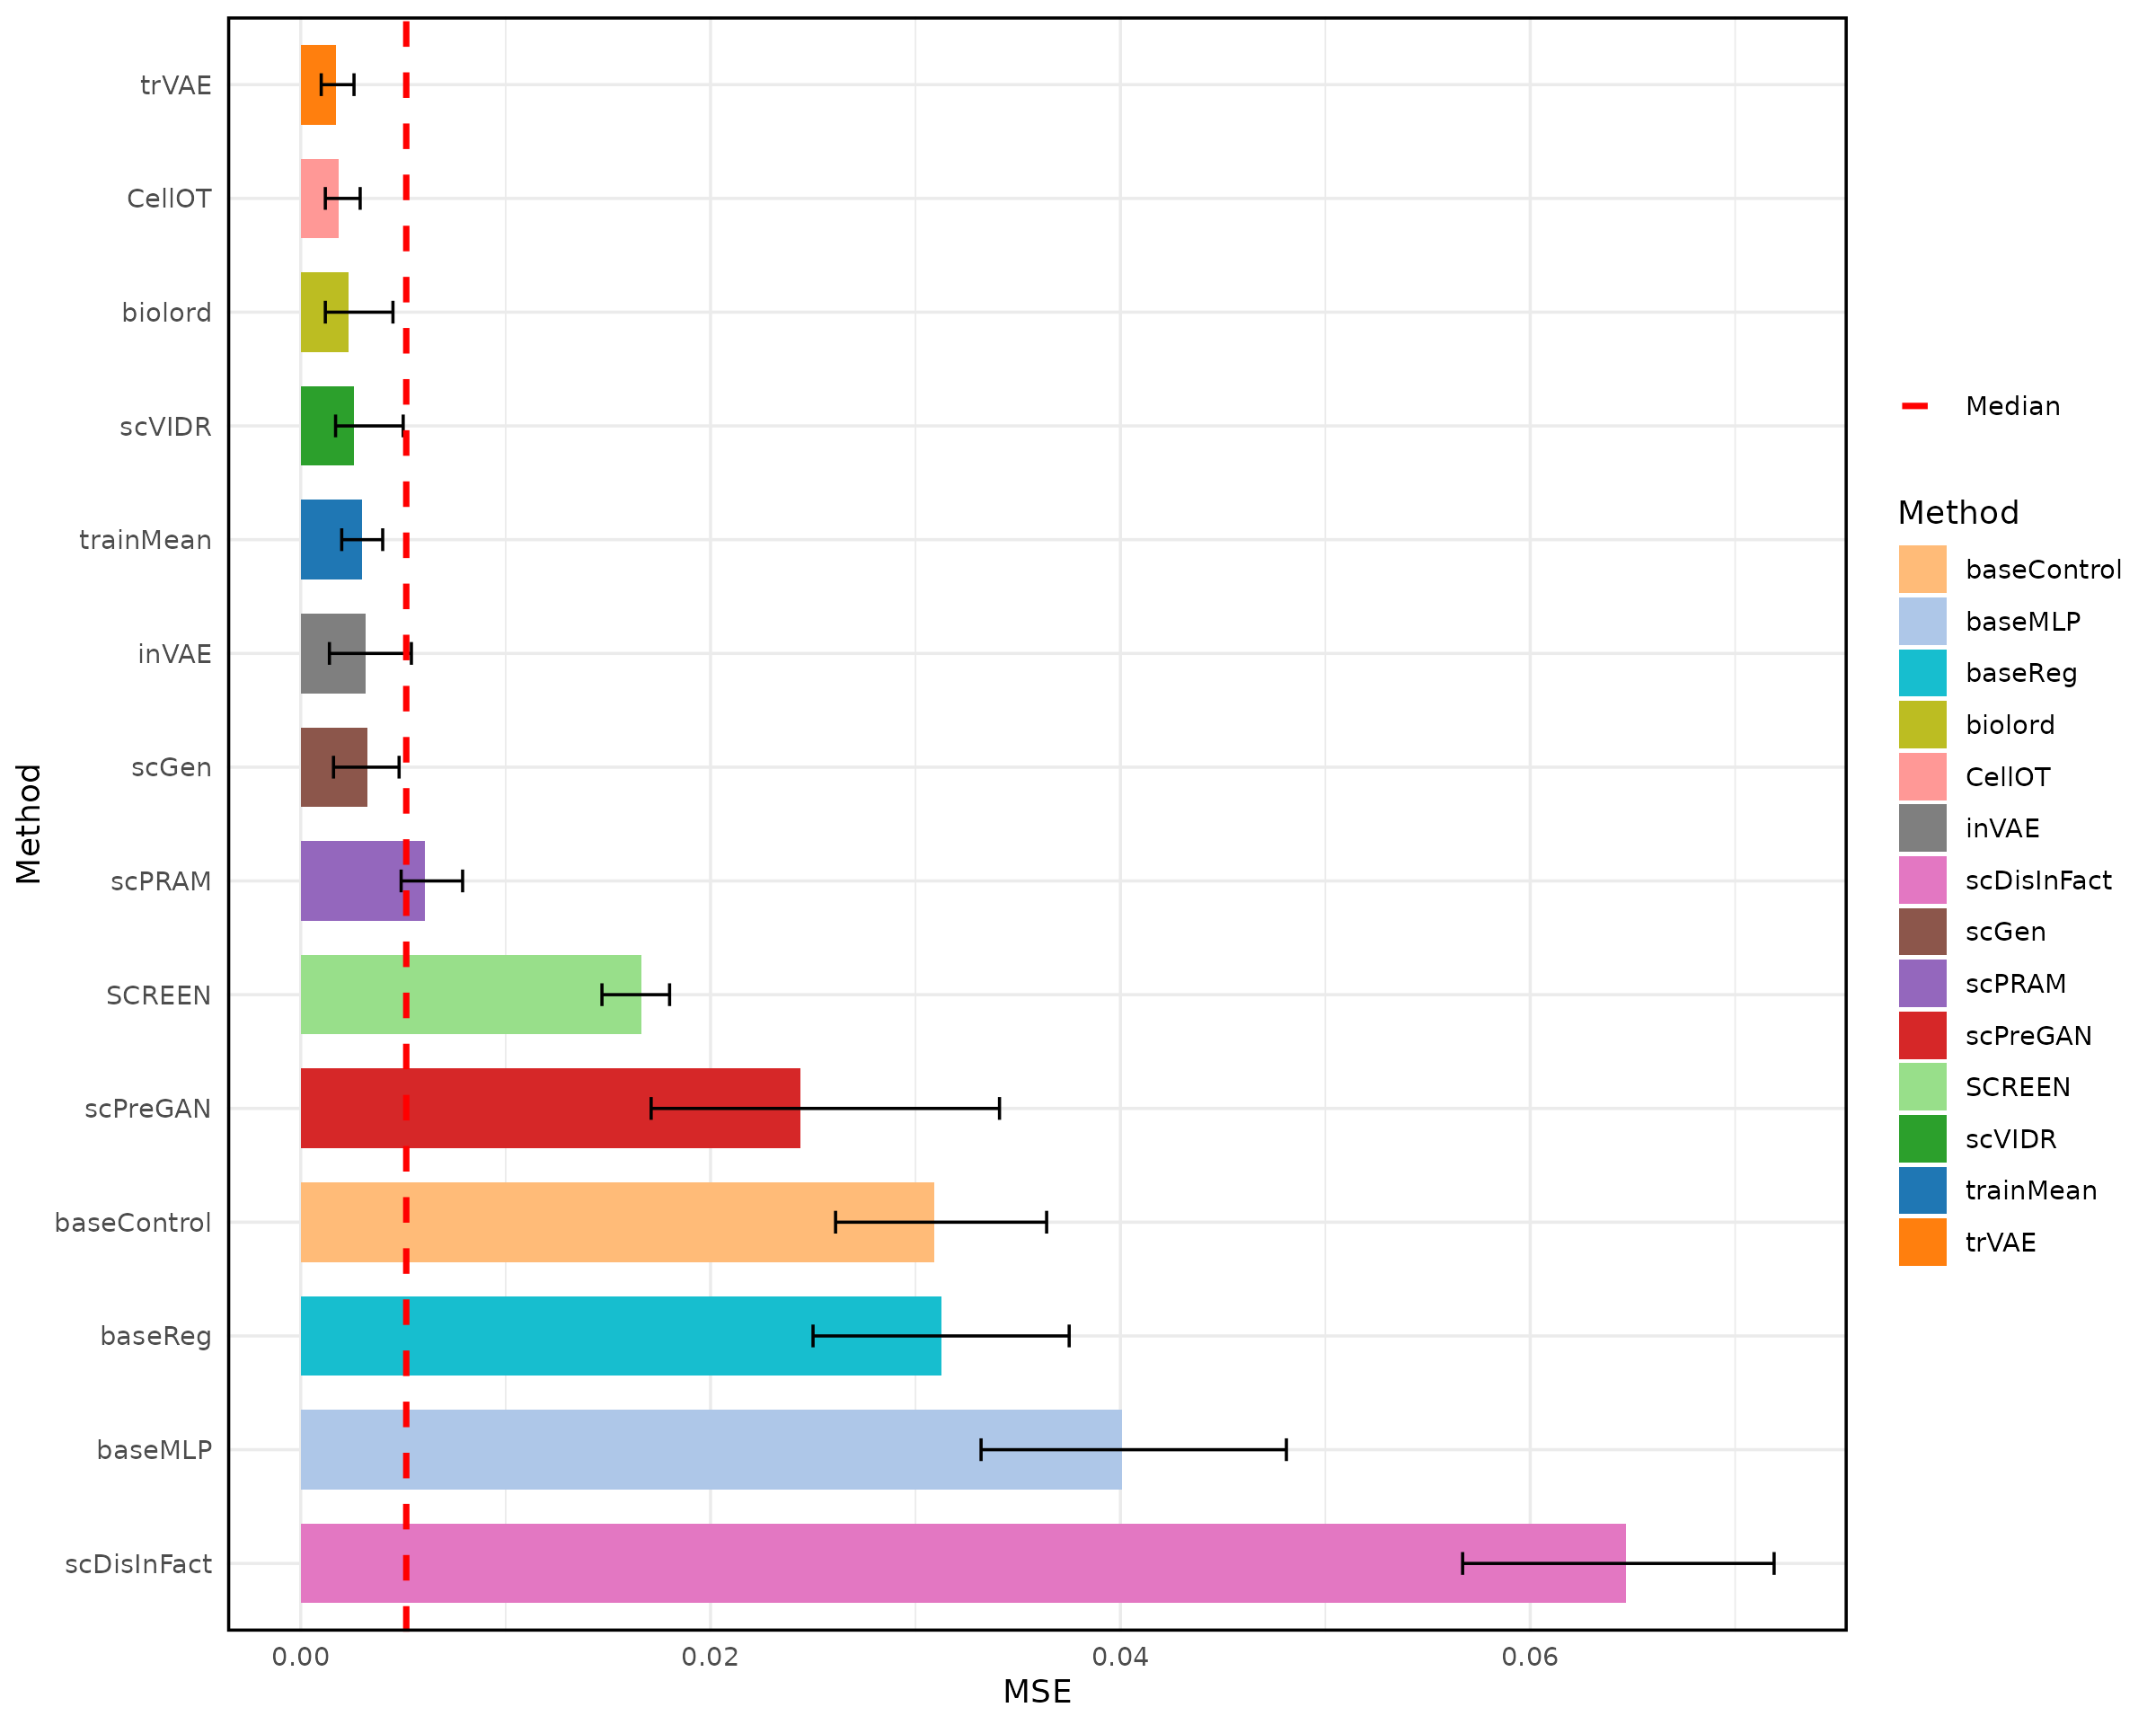 Method
trVAE
CellOT
biolord
scVIDR
trainMean
inVAE
scGen
scPRAM
SCREEN
scPreGAN
baseControl
baseReg
baseMLP
scDisInFact
0.00 0.02 0.04 0.06
MSE
Median
Method
baseControl
baseMLP
baseReg
biolord
CellOT
inVAE
scDisInFact
scGen
scPRAM
scPreGAN
SCREEN
scVIDR
trainMean
trVAE